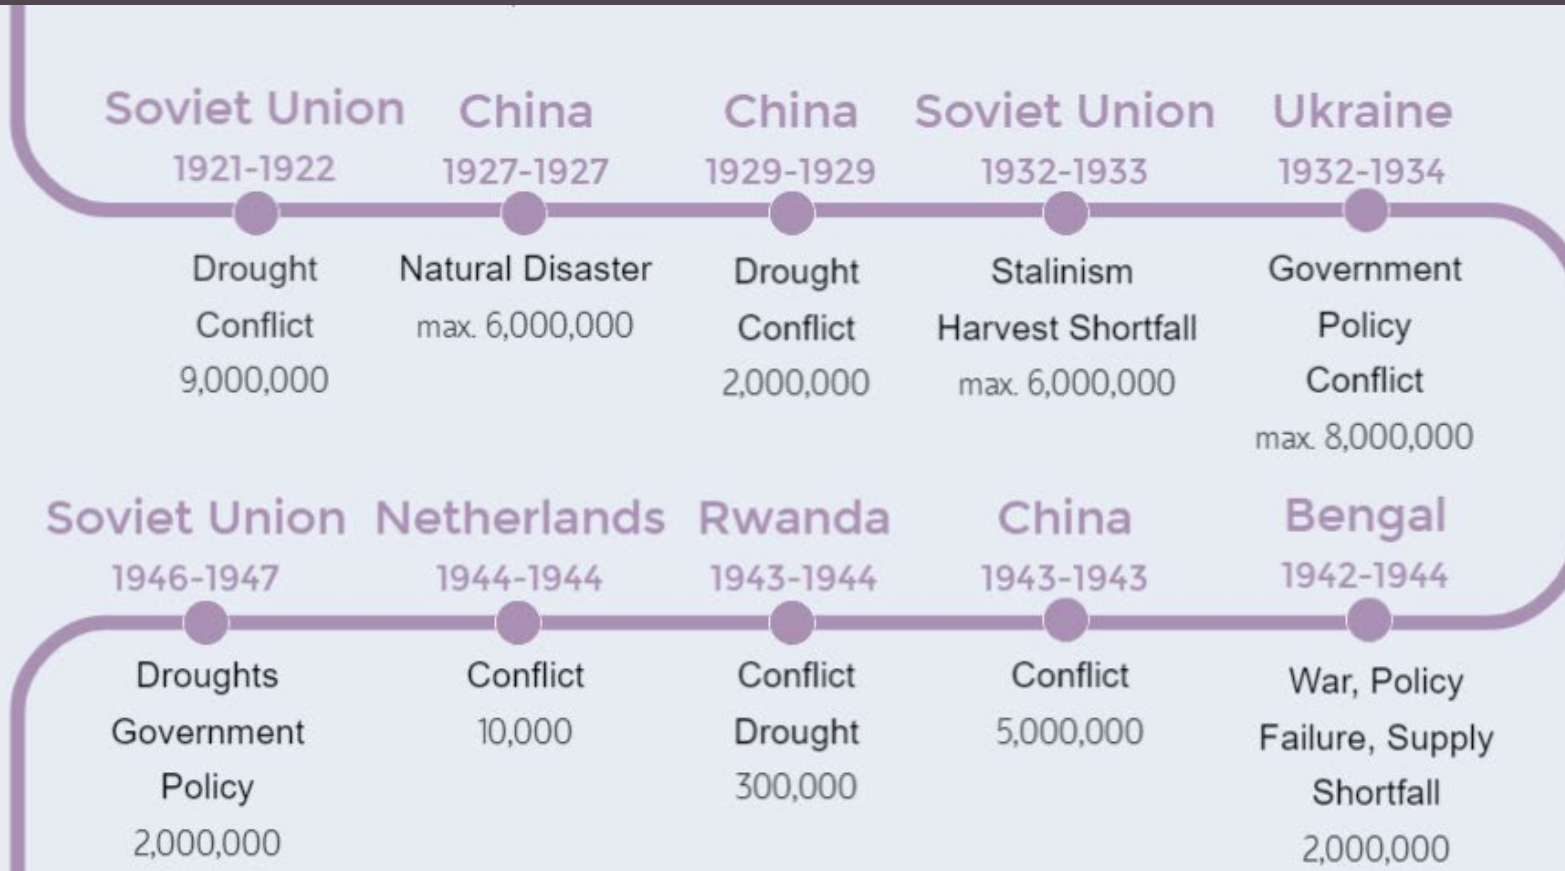 Soviet Union
1921-1922
Drought
Conflict
9,000,000
China
1927-1927
Natural Disaster
max. 6,000,000
China
1929-1929
Drought
Conflict
2,000,000
Soviet Union
1932-1933
Stalinism
Harvest Shortfall
max. 6,000,000
Ukraine
1932-1934
Government
Policy
Conflict
max. 8,000,000
Soviet Union
1946-1947
Droughts
Government
Policy
2,000,000
Netherlands
1944-1944
Conflict
10,000
Rwanda
1943-1944
Conflict
Drought
300,000
China
1943-1943
Conflict
5,000,000
Bengal
1942-1944
War, Policy
Failure, Supply
Shortfall
2,000,000